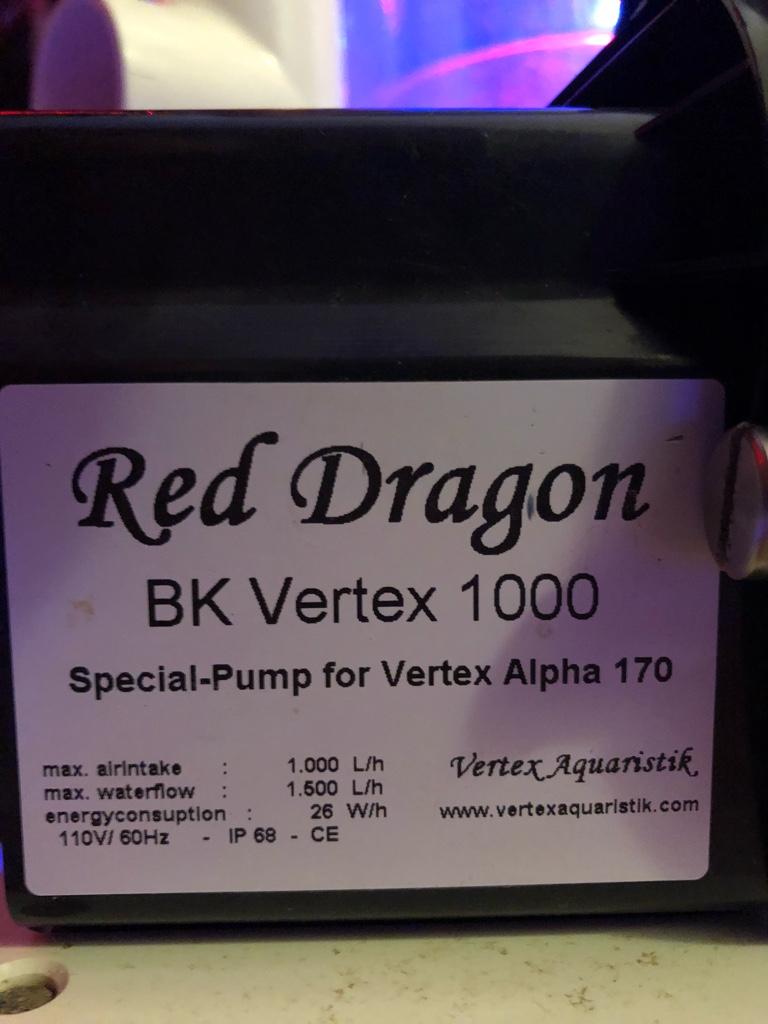 Red Dragon
BK Vertex 1000
Special-Pump for Vertex Alpha 170
max. airintake : 1.000 L/h
max. waterflow : 1.500 L/h
energyconsuption : 26 W/h
110V/ 60Hz - IP 68 - CE
Vertex Aquaristik
www.vertexaquaristik.com